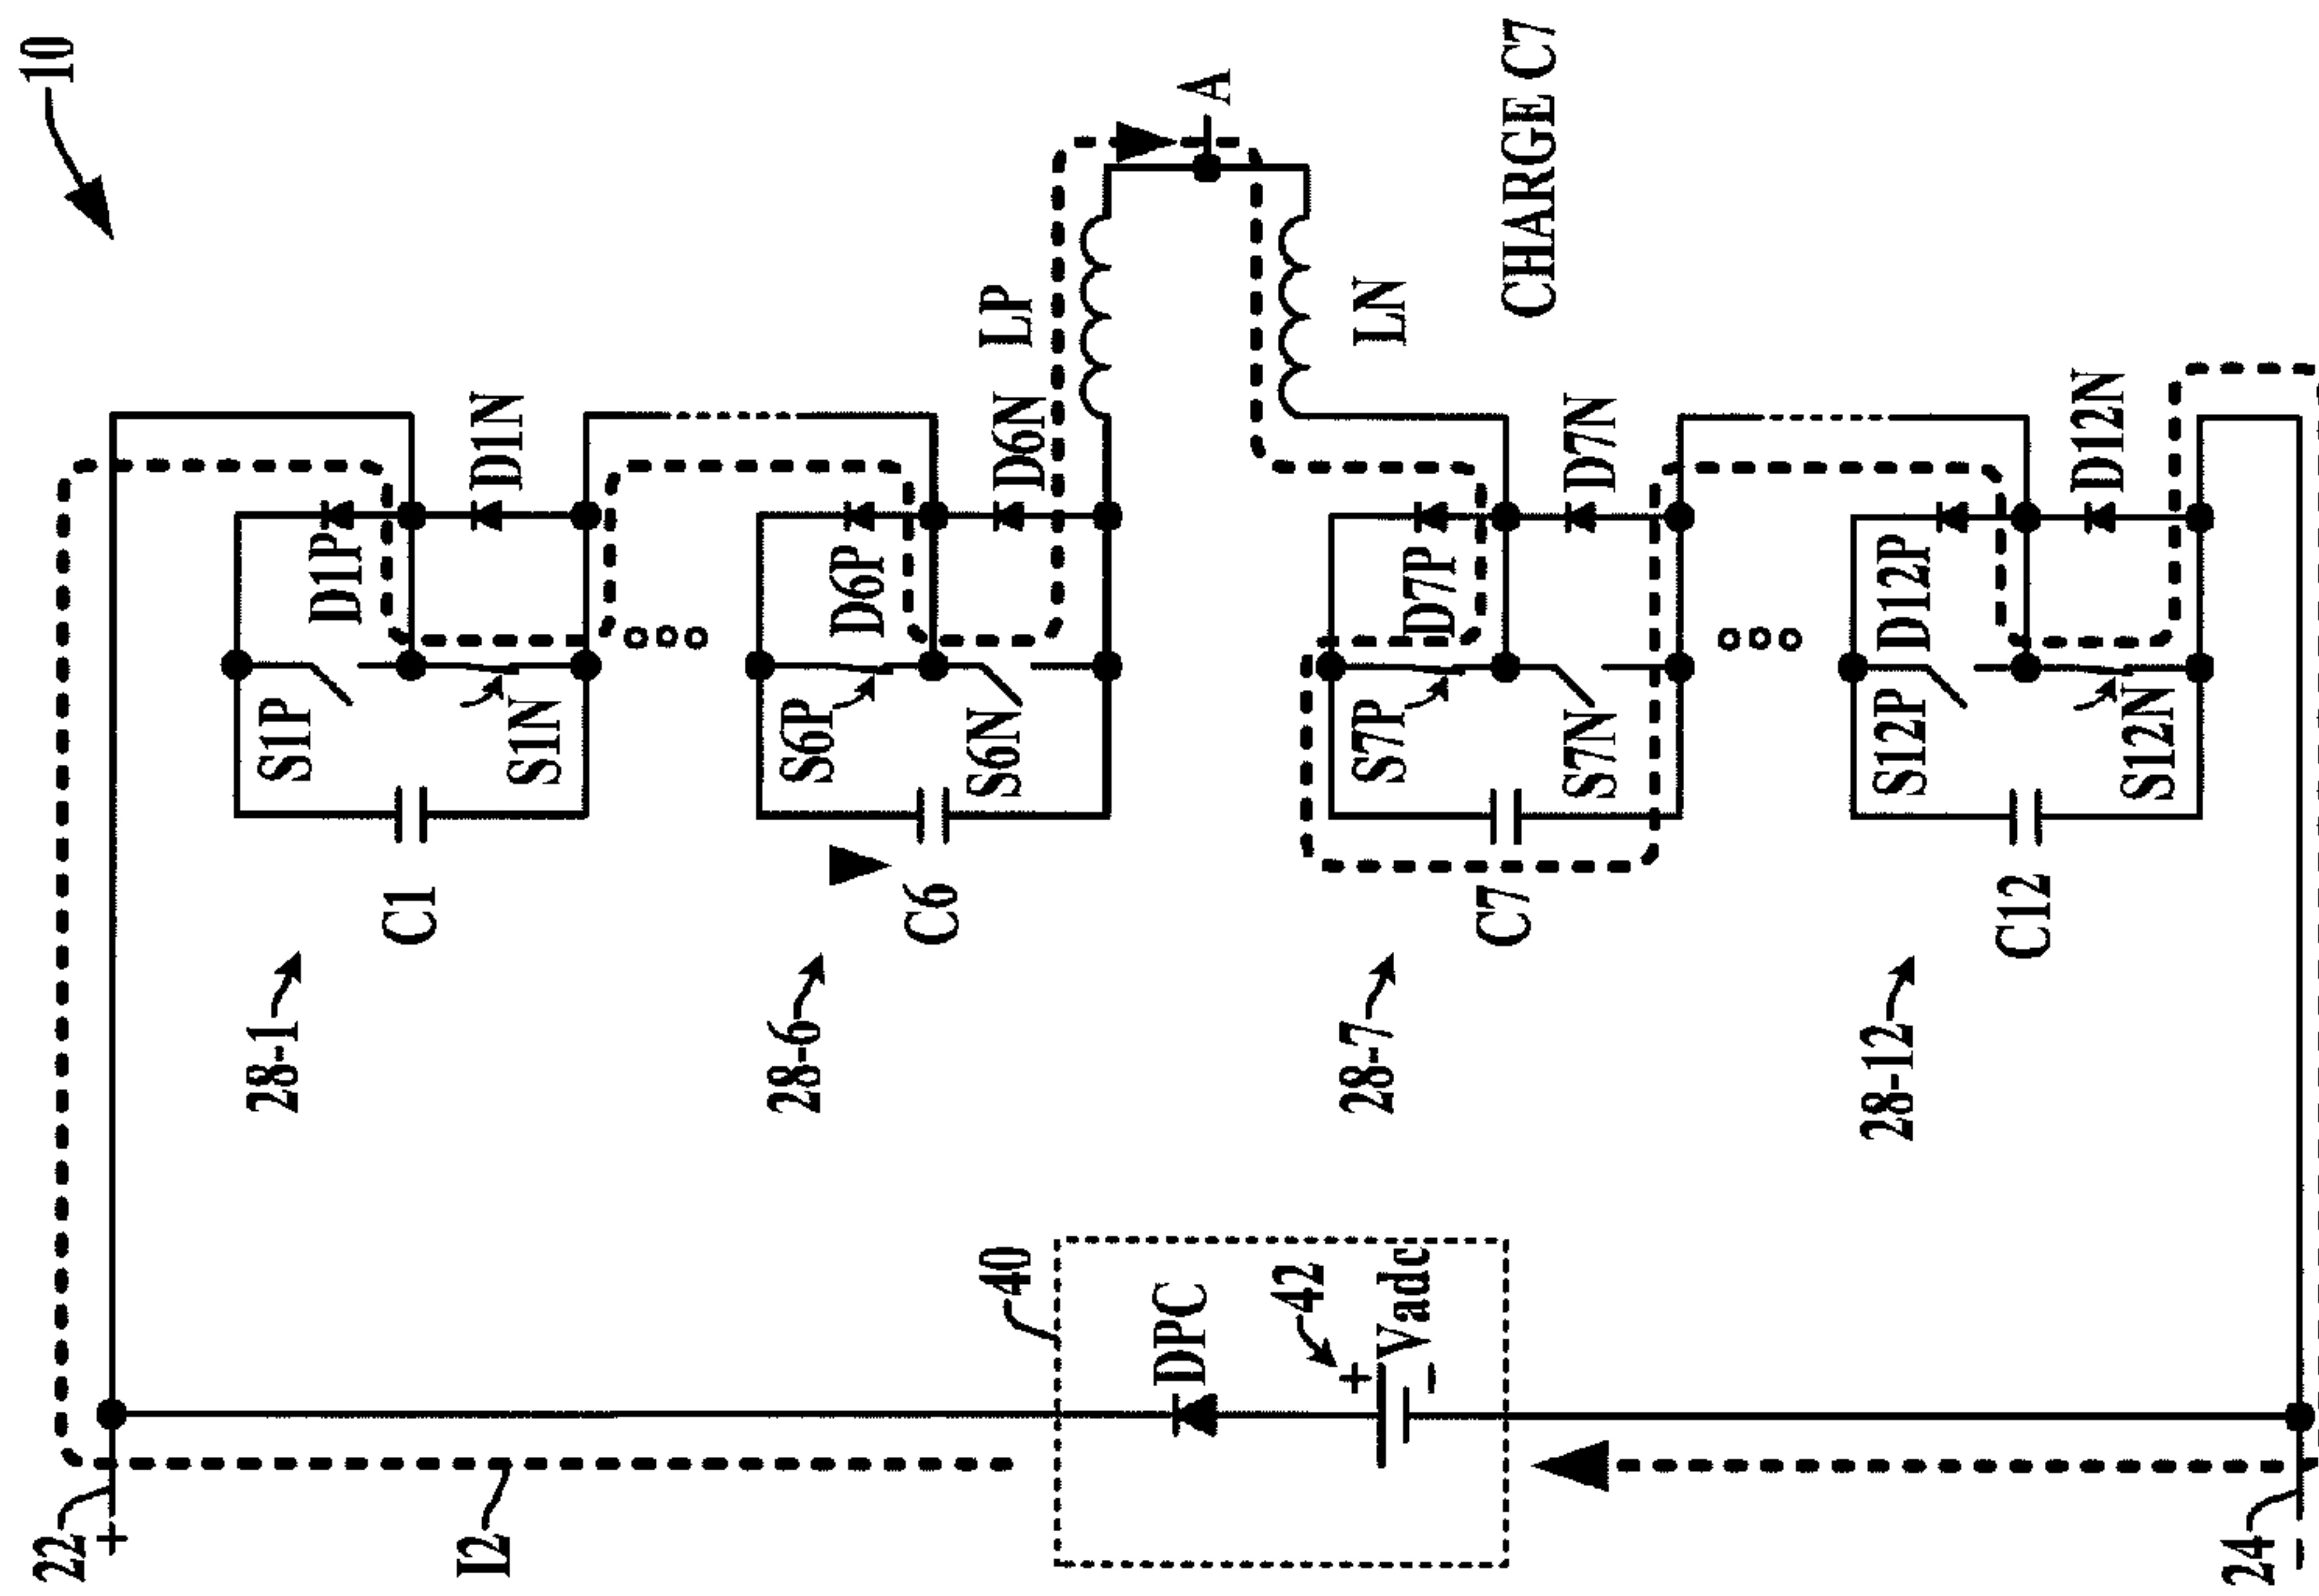 10
22
+
I2
28-1
C1
S1P
S1N
D1P
D1N
28-6
C6
S6P
S6N
D6P
D6N
LP
A
LN
40
DPC
42
+
Vadc
-
28-7
C7
S7P
S7N
D7P
D7N
CHARGE C7
28-12
C12
S12P
S12N
D12P
D12N
24
-